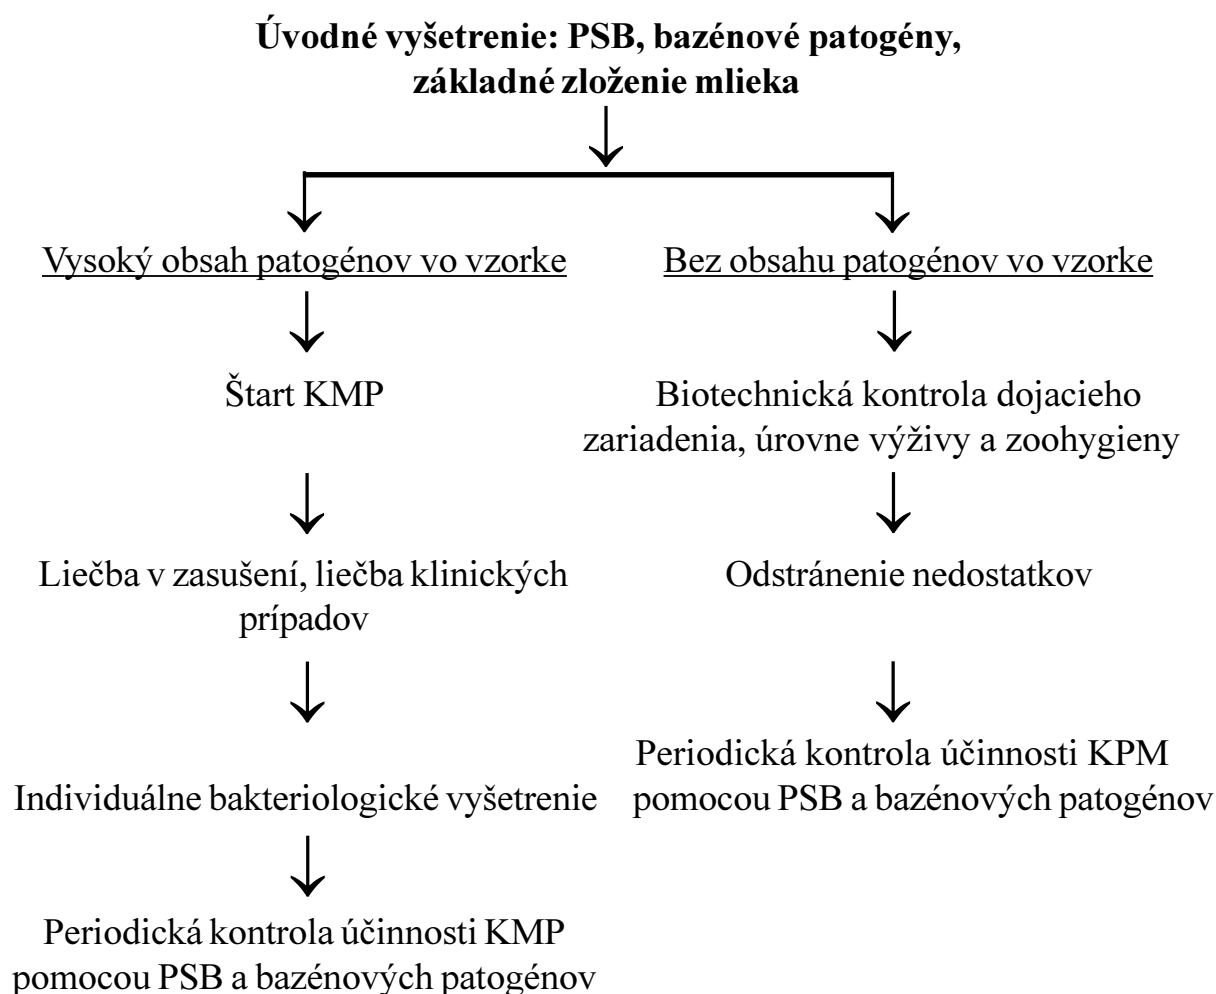 Úvodné vyšetrenie: PSB, bazénové patogény,
základné zloženie mlieka
Vysoký obsah patogénov vo vzorke
Štart KMP
Liečba v zasušení, liečba klinických
prípadov
Individuálne bakteriologické vyšetrenie
Periodická kontrola účinnosti KMP
pomocou PSB a bazénových patogénov
Bez obsahu patogénov vo vzorke
Biotechnická kontrola dojacieho
zariadenia, úrovne výživy a zoohygieny
Odstránenie nedostatkov
Periodická kontrola účinnosti KPM
pomocou PSB a bazénových patogénov